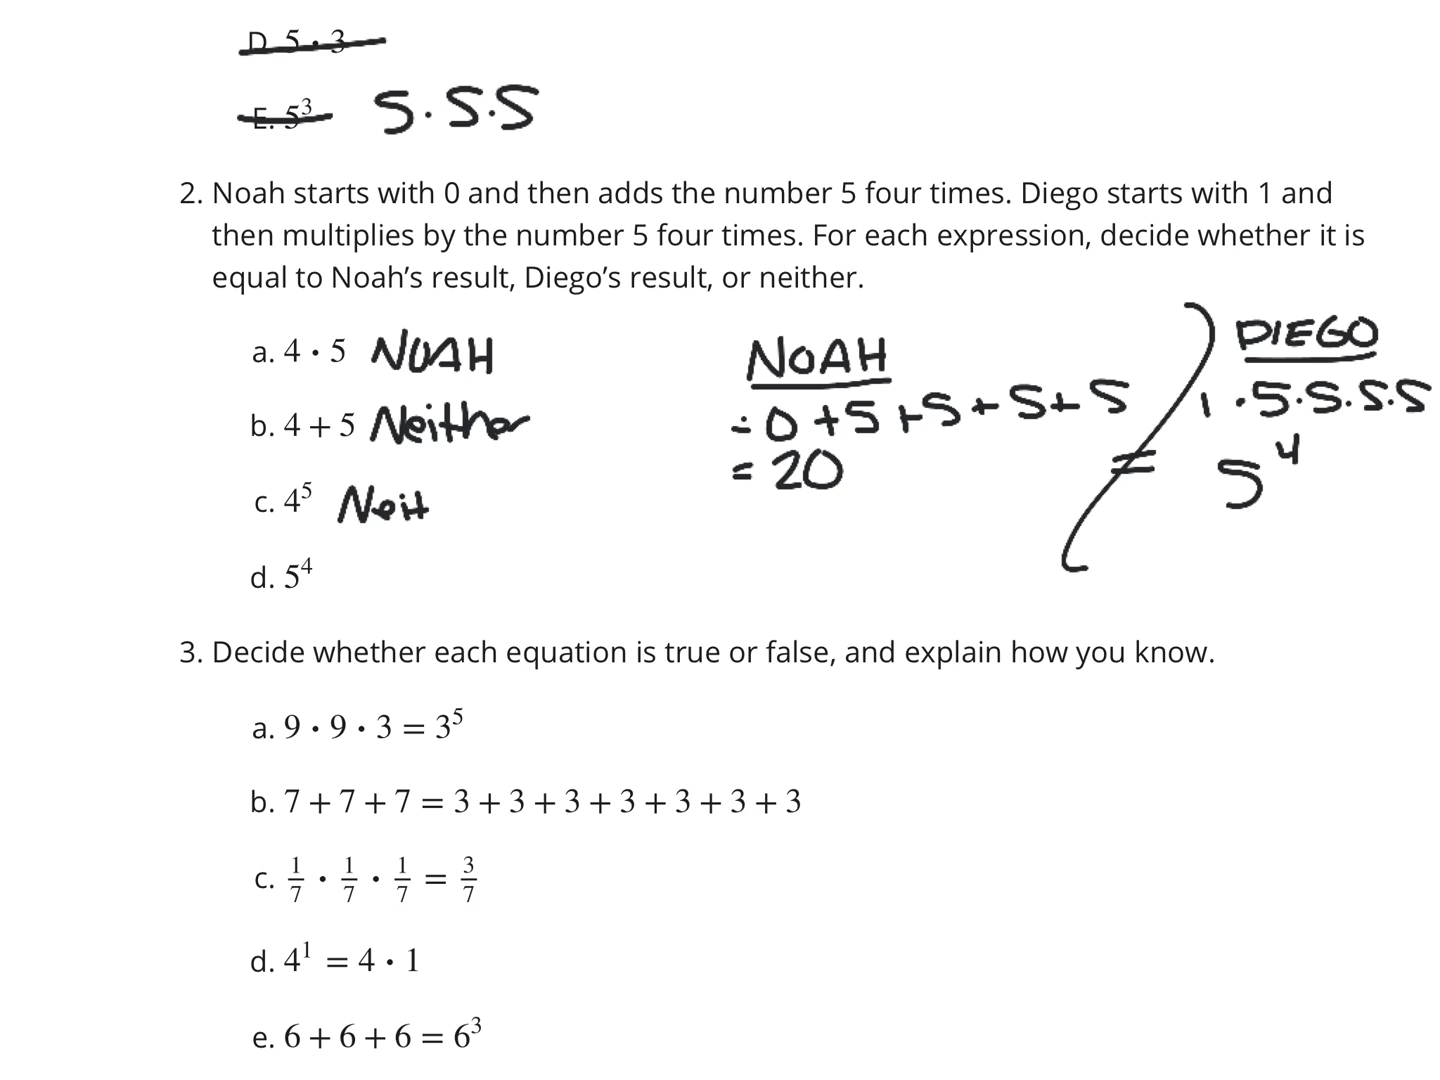 D. 5 · 3
E. 5³ 5·5·5
2. Noah starts with 0 and then adds the number 5 four times. Diego starts with 1 and
then multiplies by the number 5 four times. For each expression, decide whether it is
equal to Noah’s result, Diego’s result, or neither.
a. 4 · 5 NOAH
b. 4 + 5 Neither
c. 4⁵ Neit
d. 5⁴
NOAH
= 0 + 5 + 5 + 5 + 5
= 20
DIEGO
1 · 5 · 5 · 5 · 5
= 5⁴
3. Decide whether each equation is true or false, and explain how you know.
a. 9 · 9 · 3 = 3⁵
b. 7 + 7 + 7 = 3 + 3 + 3 + 3 + 3 + 3 + 3
c. 1/7 · 1/7 · 1/7 = 3/7
d. 4¹ = 4 · 1
e. 6 + 6 + 6 = 6³